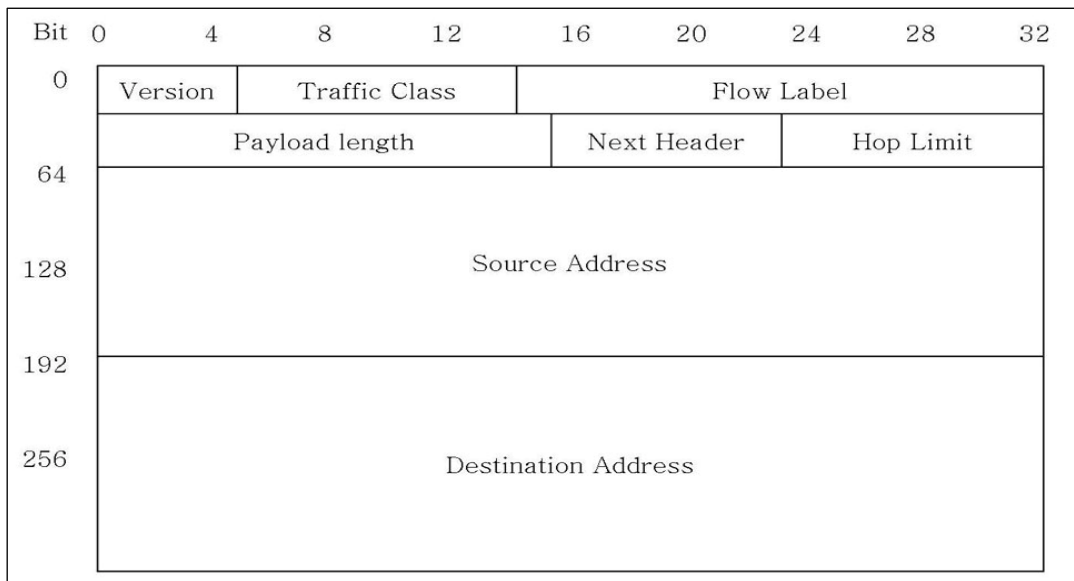 Bit 0 4 8 12 16 20 24 28 32
0 Version Traffic Class Flow Label
Payload length Next Header Hop Limit
64
Source Address
128
192
256
Destination Address